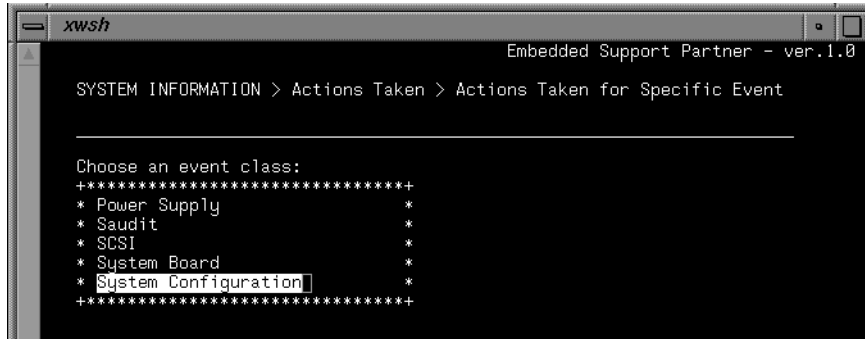 xwsh
Embedded Support Partner - ver.1.0
SYSTEM INFORMATION > Actions Taken > Actions Taken for Specific Event
Choose an event class:
+*******************************+
* Power Supply *
* Saudit *
* SCSI *
* System Board *
* System Configuration *
+*******************************+